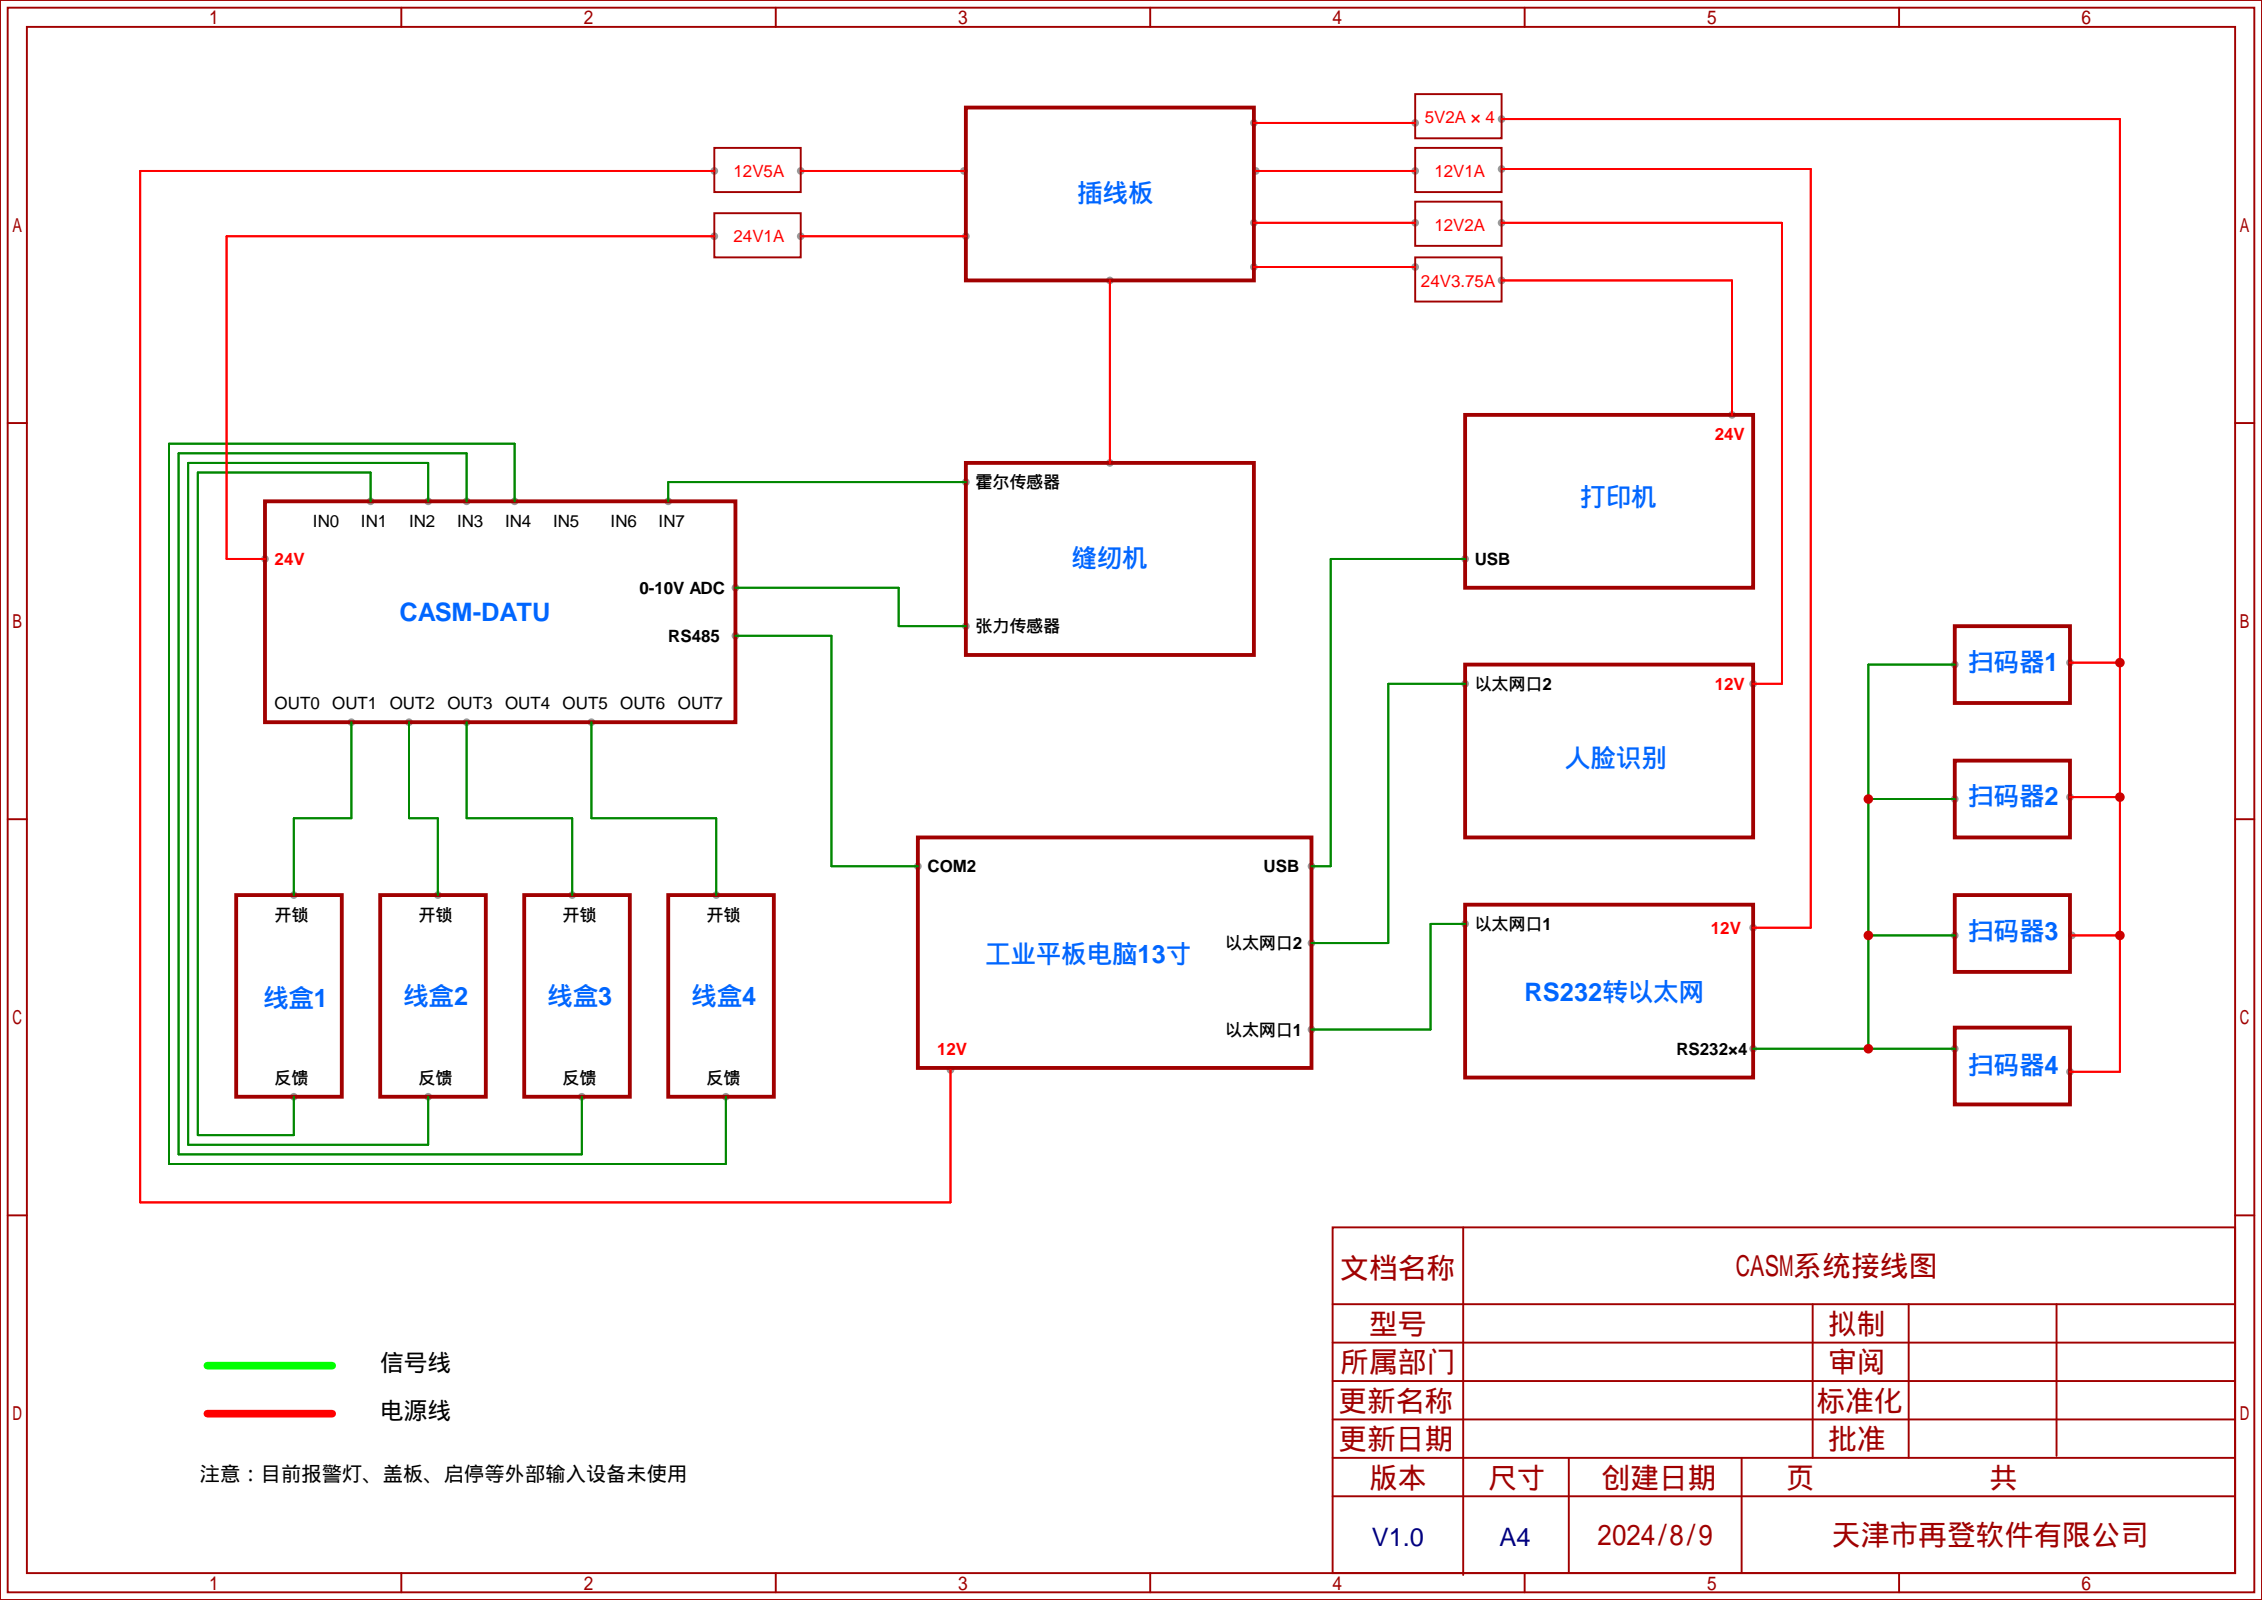 1 2 3 4 5 6
A A
B B
C C
D D
插线板
12V5A
24V1A
5V2A × 4
12V1A
12V2A
24V3.75A
IN0 IN1 IN2 IN3 IN4 IN5 IN6 IN7
24V
0-10V ADC
CASM-DATU
RS485
OUT0 OUT1 OUT2 OUT3 OUT4 OUT5 OUT6 OUT7
霍尔传感器
缝纫机
张力传感器
24V
打印机
USB
以太网口2 12V
人脸识别
以太网口1 12V
RS232转以太网
RS232×4
扫码器1
扫码器2
扫码器3
扫码器4
COM2 USB
以太网口2
工业平板电脑13寸
以太网口1
12V
开锁 开锁 开锁 开锁
线盒1 线盒2 线盒3 线盒4
反馈 反馈 反馈 反馈
信号线
电源线
注意：目前报警灯、盖板、启停等外部输入设备未使用
文档名称 CASM系统接线图
型号 拟制
所属部门 审阅
更新名称 标准化
更新日期 批准
版本 尺寸 创建日期 页 共
V1.0 A4 2024/8/9 天津市再登软件有限公司
1 2 3 4 5 6